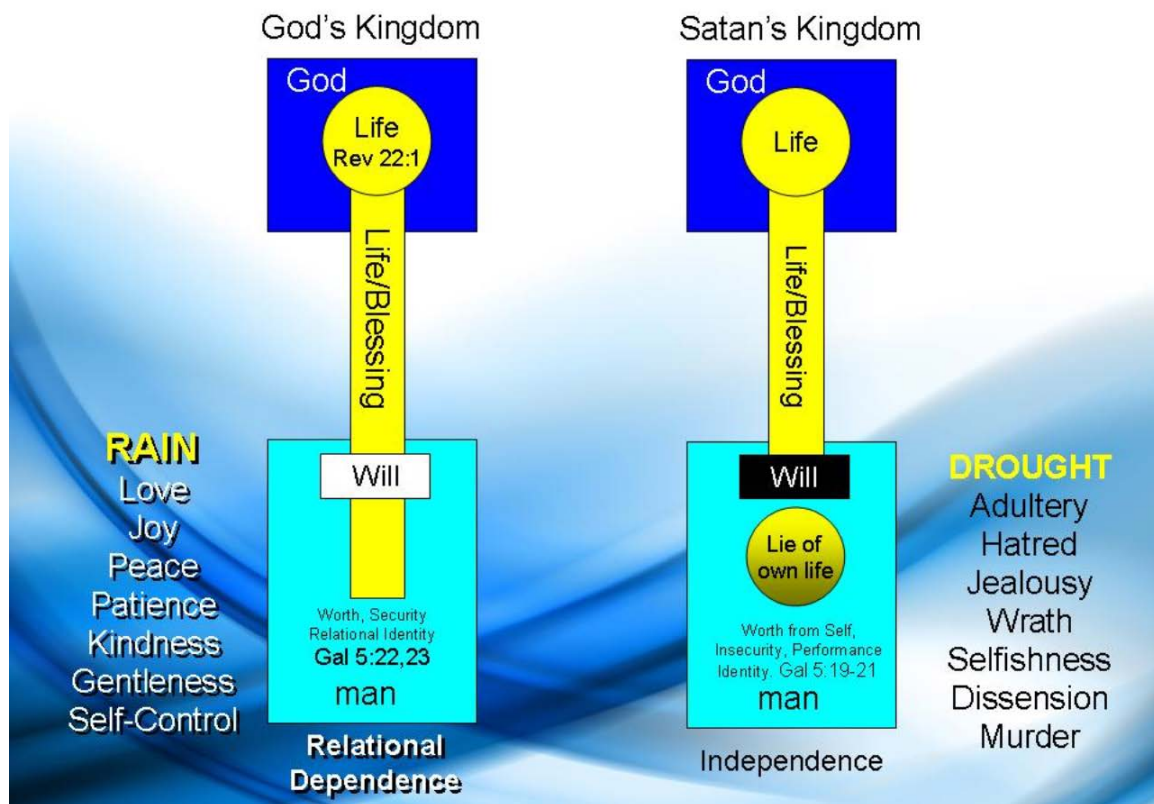 God's Kingdom
God
Life
Rev 22:1
Life/Blessing
RAIN
Love
Joy
Peace
Patience
Kindness
Gentleness
Self-Control
Will
Worth, Security
Relational Identity
Gal 5:22,23
man
Relational
Dependence
Satan's Kingdom
God
Life
Life/Blessing
Will
Lie of
own life
Worth from Self,
Insecurity, Performance
Identity. Gal 5:19-21
man
Independence
DROUGHT
Adultery
Hatred
Jealousy
Wrath
Selfishness
Dissension
Murder